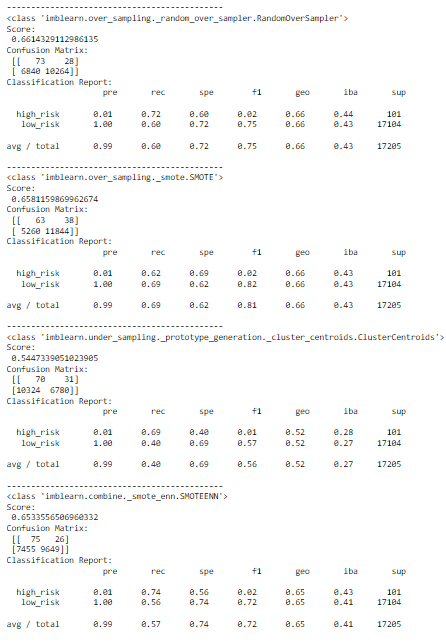 ---------------------------------------------
<class 'imblearn.over_sampling._random_over_sampler.RandomOverSampler'>
Score:
0.6614329112986135
Confusion Matrix:
[[ 73 28]
[ 6840 10264]]
Classification Report:
pre rec spe f1 geo iba sup
high_risk 0.01 0.72 0.60 0.02 0.66 0.44 101
low_risk 1.00 0.60 0.72 0.75 0.66 0.43 17104
avg / total 0.99 0.60 0.72 0.75 0.66 0.43 17205
---------------------------------------------
<class 'imblearn.over_sampling._smote.SMOTE'>
Score:
0.6581159869962674
Confusion Matrix:
[[ 63 38]
[ 5260 11844]]
Classification Report:
pre rec spe f1 geo iba sup
high_risk 0.01 0.62 0.69 0.02 0.66 0.43 101
low_risk 1.00 0.69 0.62 0.82 0.66 0.43 17104
avg / total 0.99 0.69 0.62 0.81 0.66 0.43 17205
---------------------------------------------
<class 'imblearn.under_sampling._prototype_generation._cluster_centroids.ClusterCentroids'>
Score:
0.5447339051023905
Confusion Matrix:
[[ 70 31]
[10324 6780]]
Classification Report:
pre rec spe f1 geo iba sup
high_risk 0.01 0.69 0.40 0.01 0.52 0.28 101
low_risk 1.00 0.40 0.69 0.57 0.52 0.27 17104
avg / total 0.99 0.40 0.69 0.56 0.52 0.27 17205
---------------------------------------------
<class 'imblearn.combine._smote_enn.SMOTEENN'>
Score:
0.6533556506960332
Confusion Matrix:
[[ 75 26]
[7455 9649]]
Classification Report:
pre rec spe f1 geo iba sup
high_risk 0.01 0.74 0.56 0.02 0.65 0.43 101
low_risk 1.00 0.56 0.74 0.72 0.65 0.41 17104
avg / total 0.99 0.57 0.74 0.72 0.65 0.41 17205